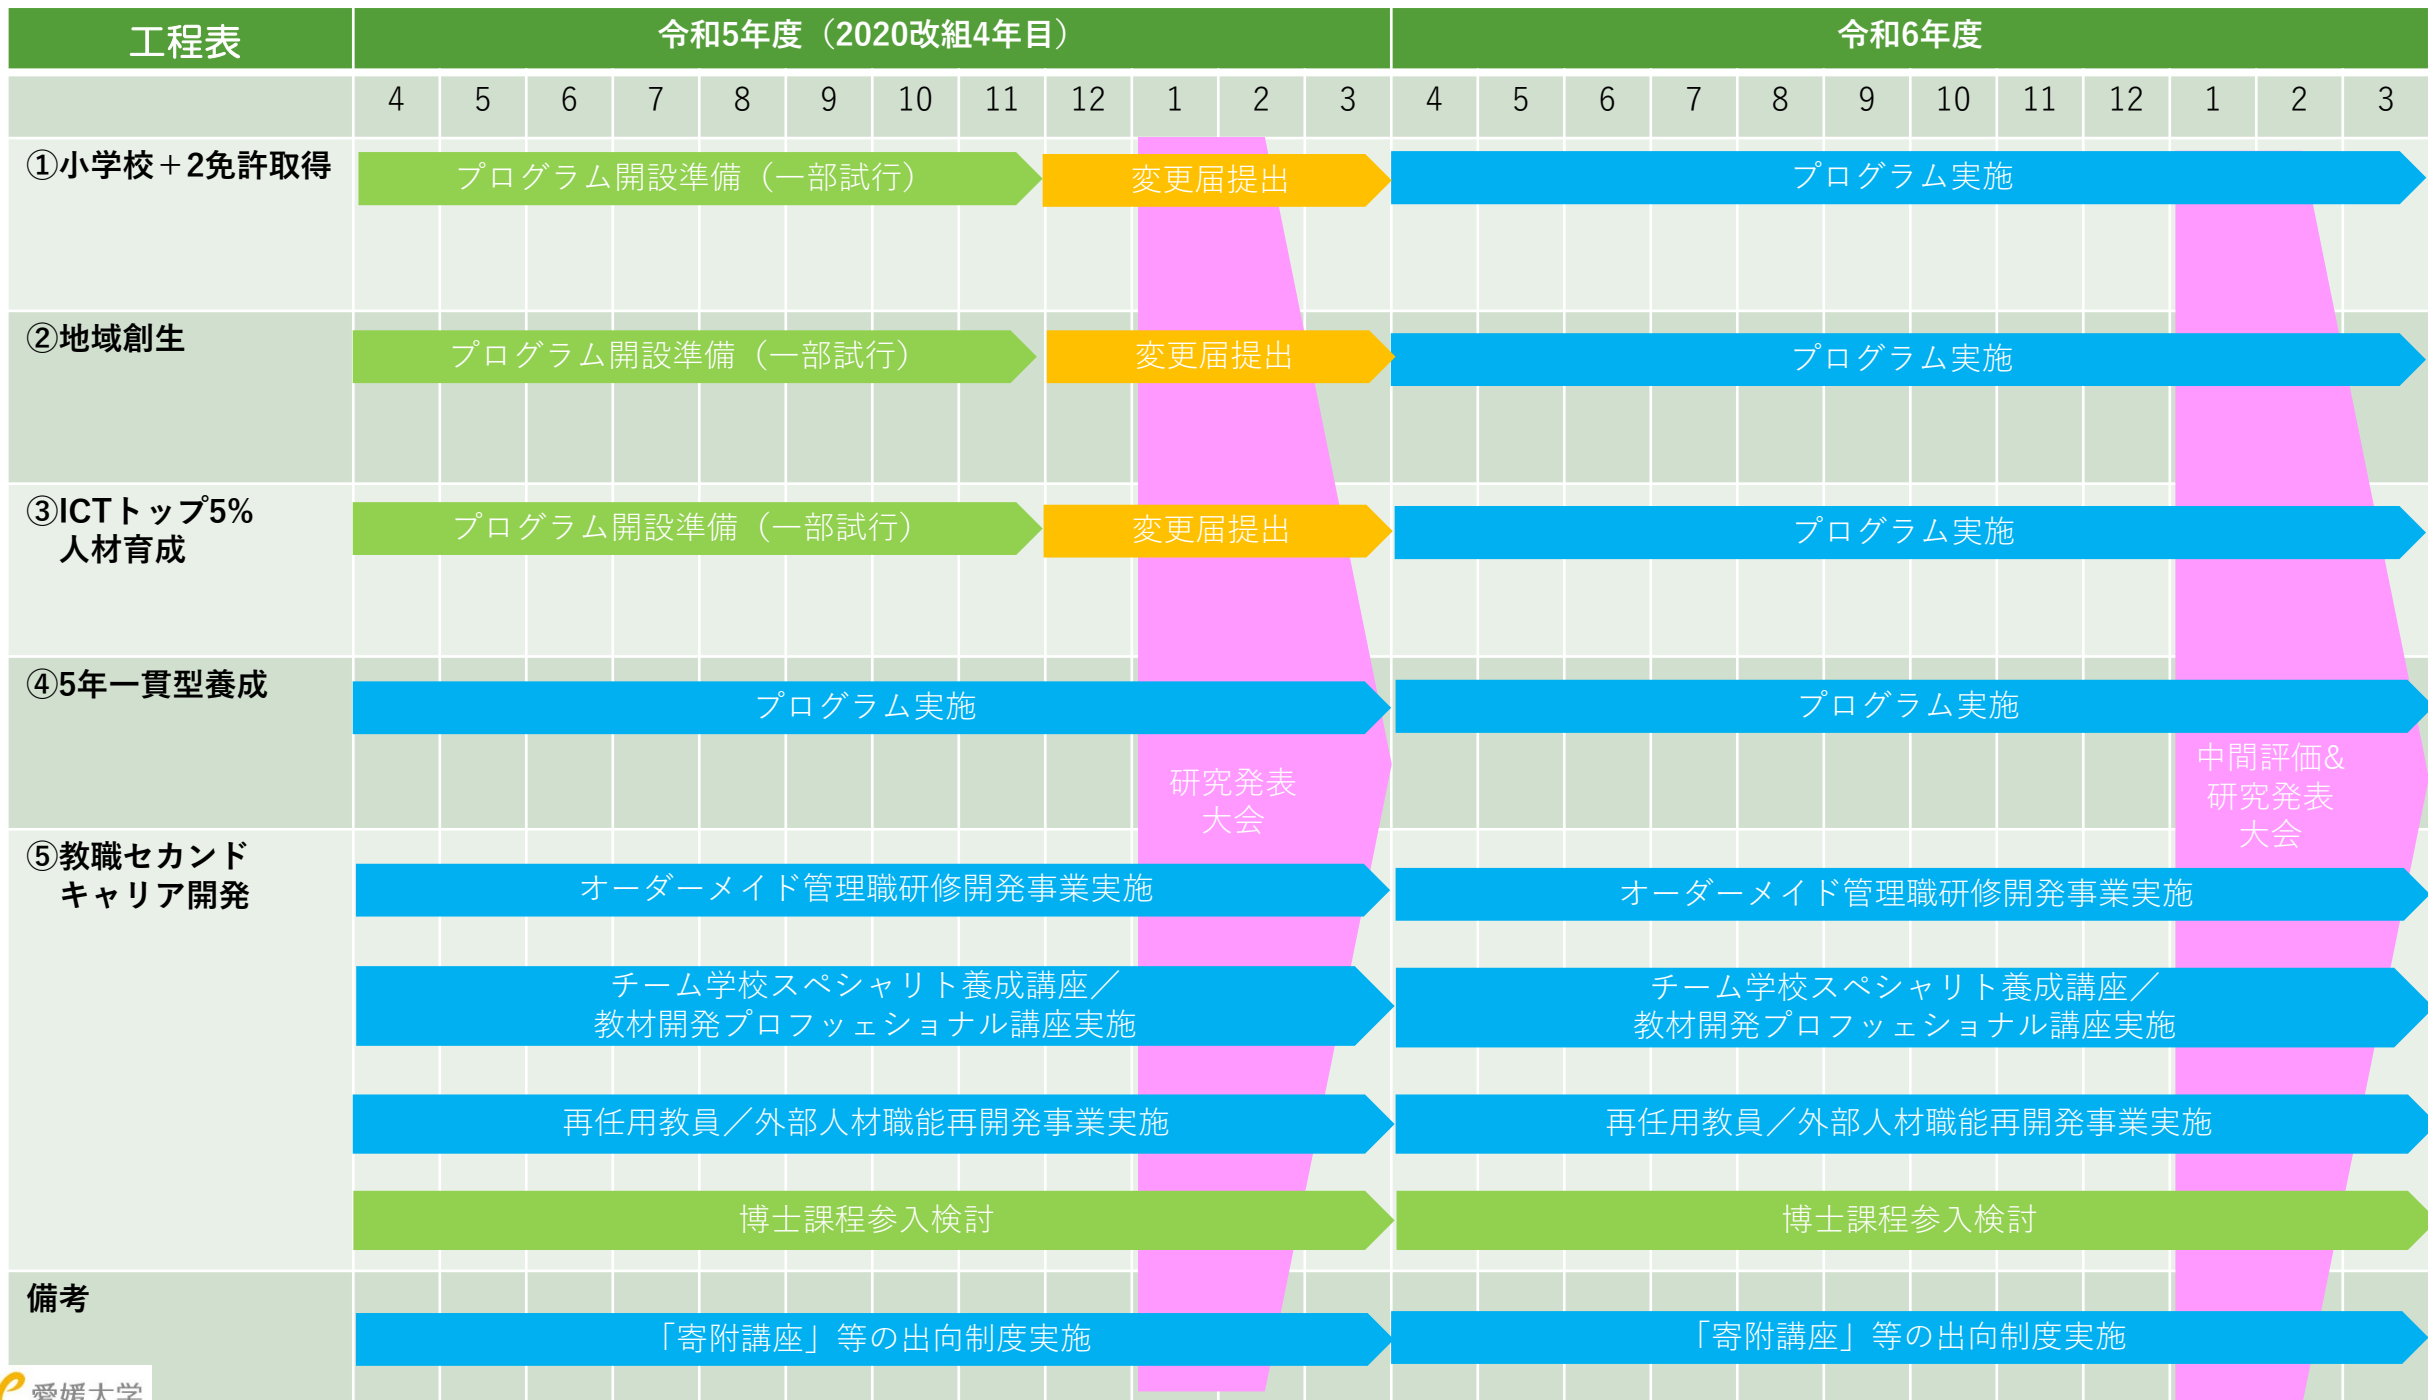 工程表
令和5年度（2020改組4年目）
令和6年度
4 5 6 7 8 9 10 11 12 1 2 3 4 5 6 7 8 9 10 11 12 1 2 3
①小学校＋2免許取得
プログラム開設準備（一部試行）
変更届提出
プログラム実施
②地域創生
プログラム開設準備（一部試行）
変更届提出
プログラム実施
③ICTトップ5%
人材育成
プログラム開設準備（一部試行）
変更届提出
プログラム実施
④5年一貫型養成
プログラム実施
プログラム実施
研究発表
大会
中間評価&
研究発表
大会
⑤教職セカンド
キャリア開発
オーダーメイド管理職研修開発事業実施
オーダーメイド管理職研修開発事業実施
チーム学校スペシャリト養成講座／
教材開発プロフッェショナル講座実施
チーム学校スペシャリト養成講座／
教材開発プロフッェショナル講座実施
再任用教員／外部人材職能再開発事業実施
再任用教員／外部人材職能再開発事業実施
博士課程参入検討
博士課程参入検討
備考
「寄附講座」等の出向制度実施
「寄附講座」等の出向制度実施
愛媛大学